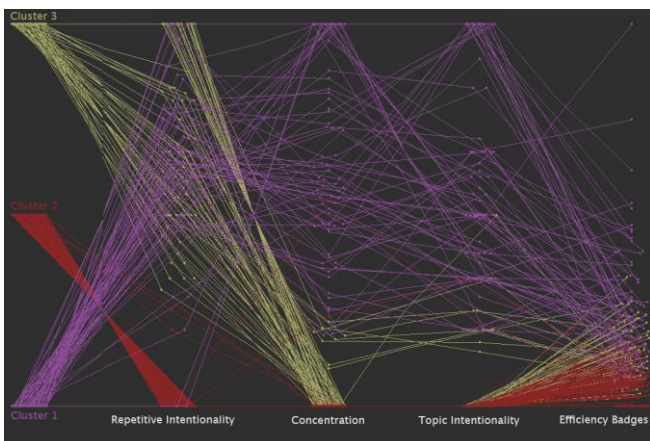 Cluster 3
Cluster 2
Cluster 1
Repetitive Intentionality
Concentration
Topic Intentionality
Efficiency Badges